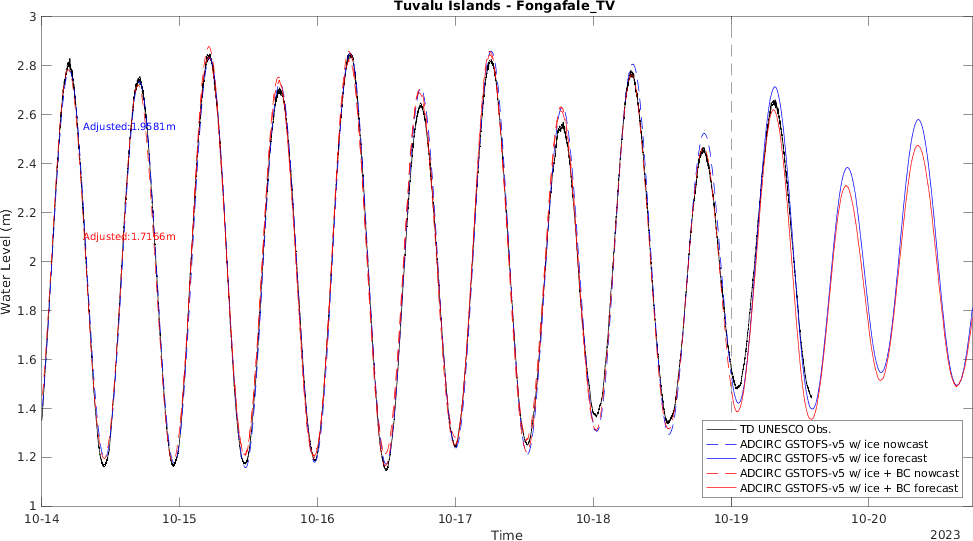 Tuvalu Islands - Fongafale_TV
3
2.8
2.6
2.4
2.2
2
1.8
1.6
1.4
1.2
1
Water Level (m)
Adjusted:1.9581m
Adjusted:1.7156m
TD UNESCO Obs.
ADCIRC GSTOFS-v5 w/ ice nowcast
ADCIRC GSTOFS-v5 w/ ice forecast
ADCIRC GSTOFS-v5 w/ ice + BC nowcast
ADCIRC GSTOFS-v5 w/ ice + BC forecast
10-14 10-15 10-16 10-17 10-18 10-19 10-20
Time
2023